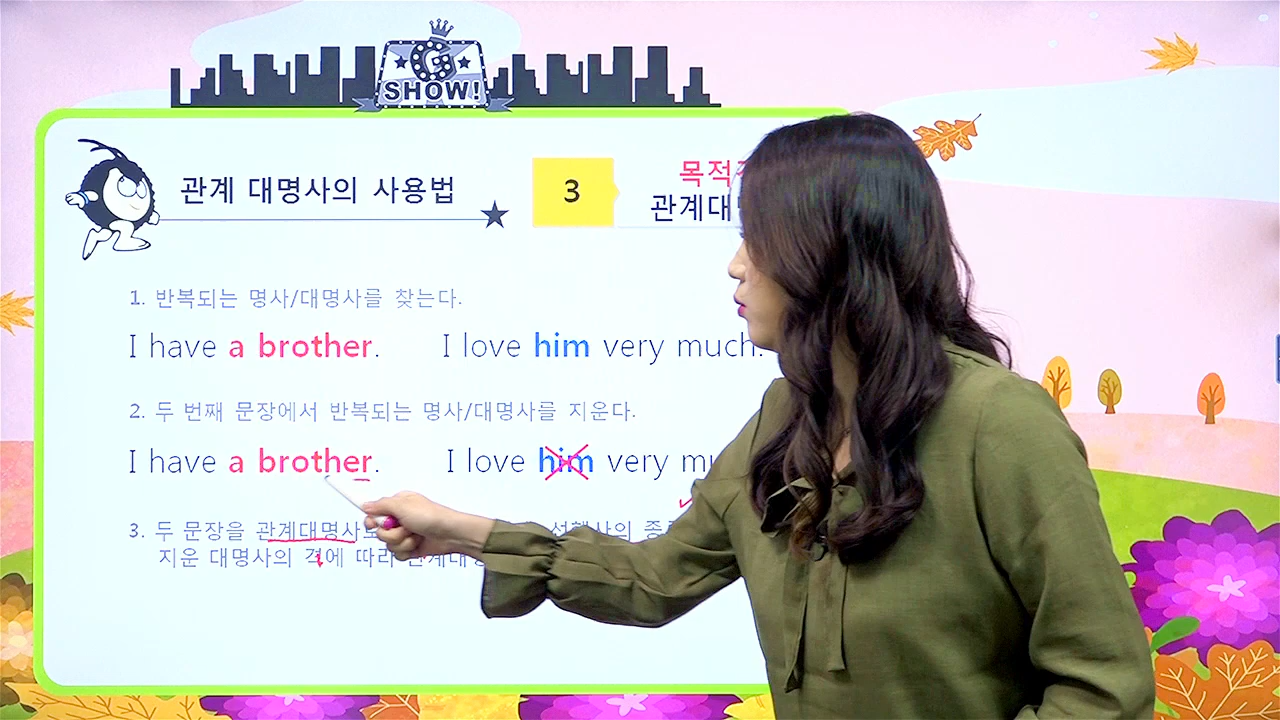 G
SHOW!
관계 대명사의 사용법
3
관계대
1. 반복되는 명사/대명사를 찾는다.
I have a brother. I love him very much.
2. 두 번째 문장에서 반복되는 명사/대명사를 지운다.
I have a brother. I love him very
3. 두 문장을 관계대명사로 선행사의
지운 대명사의 격에 따라